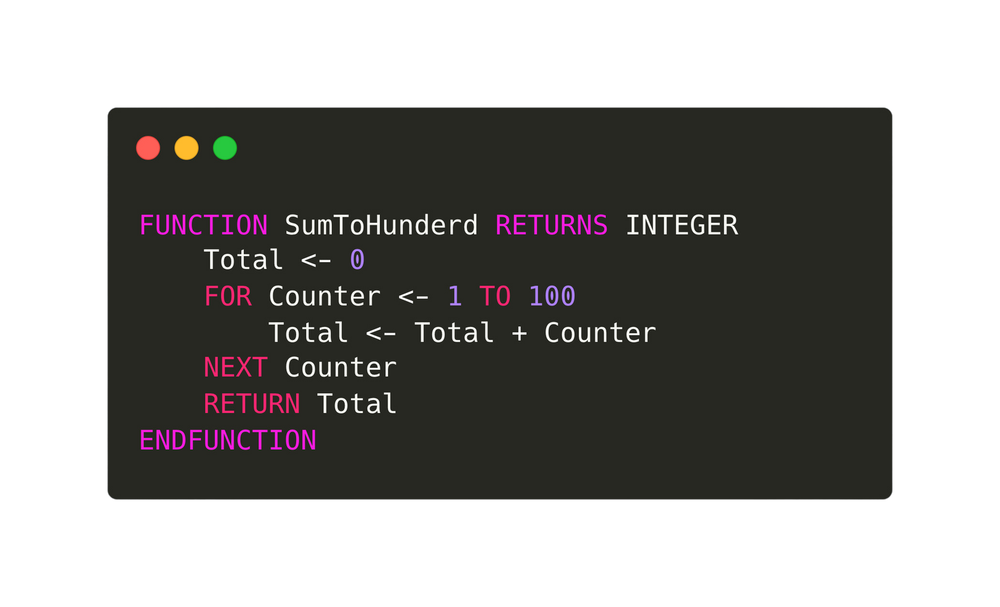 FUNCTION SumToHunderd RETURNS INTEGER
    Total <- 0
    FOR Counter <- 1 TO 100
        Total <- Total + Counter
    NEXT Counter
    RETURN Total
ENDFUNCTION